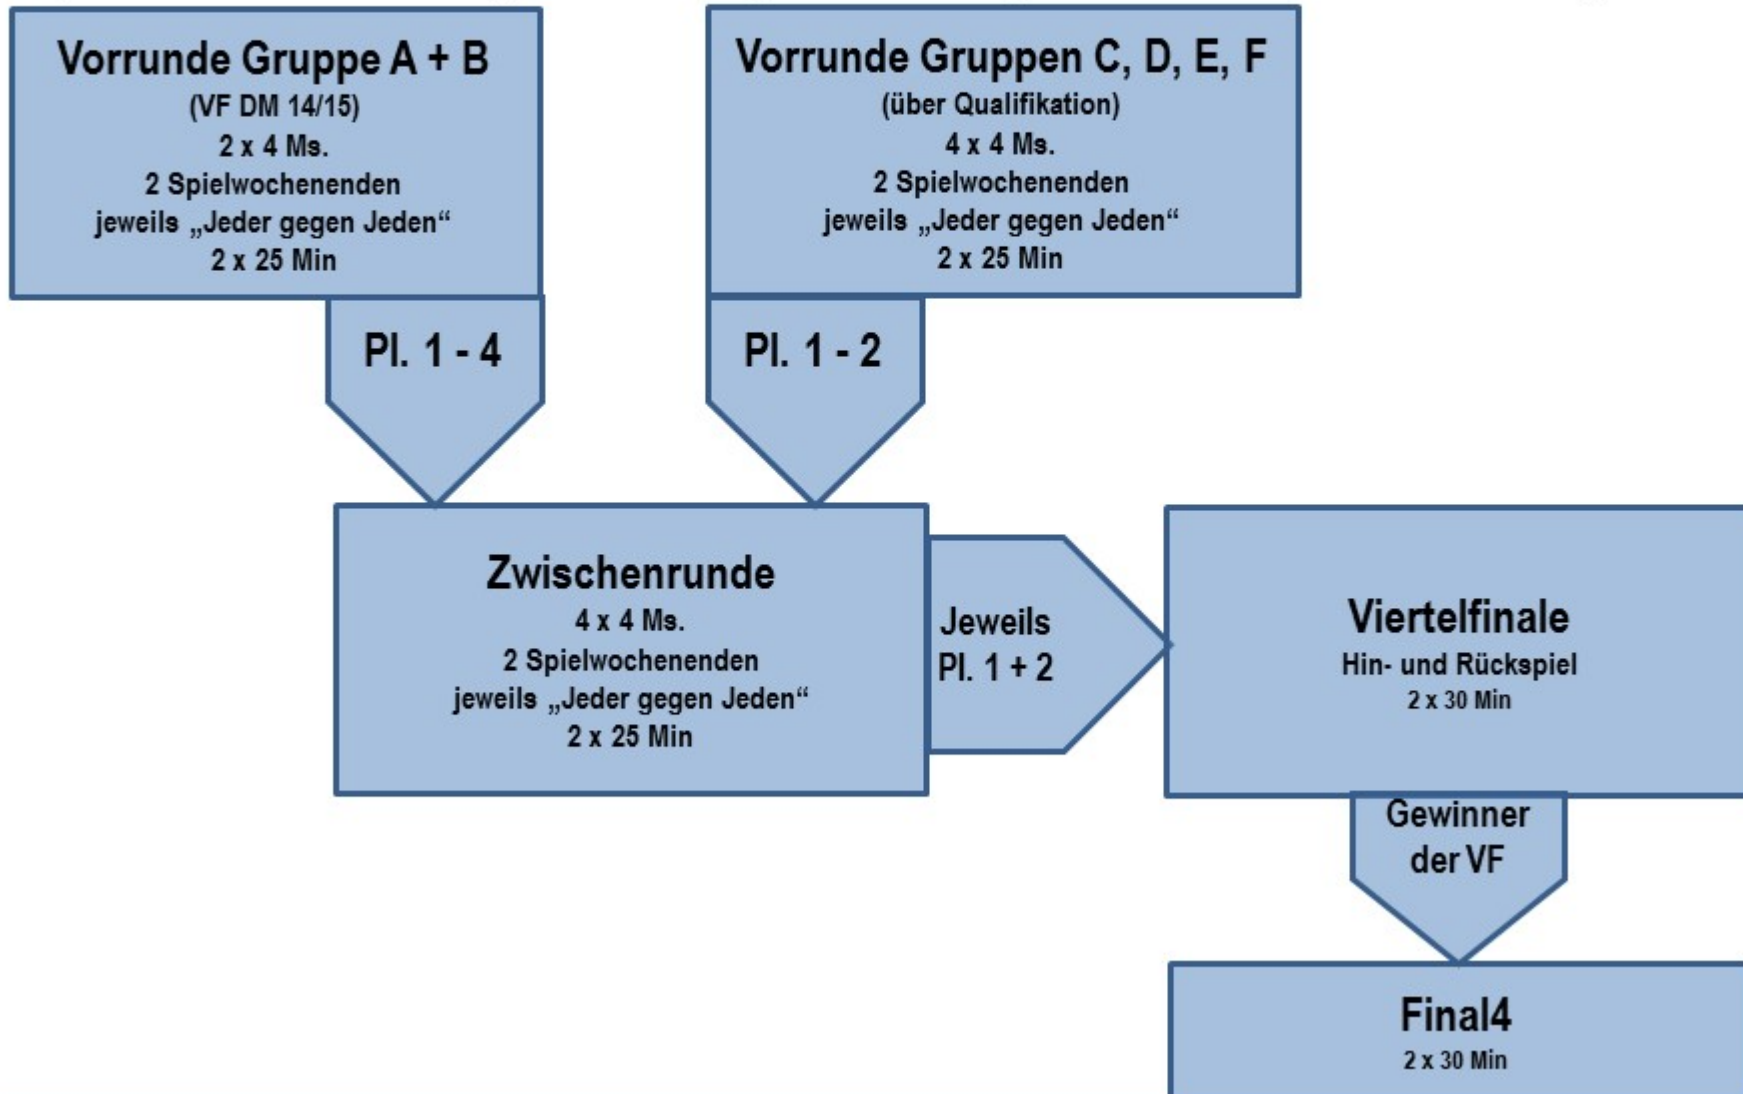 Vorrunde Gruppe A + B
(VF DM 14/15)
2 x 4 Ms.
2 Spielwochenenden
jeweils „Jeder gegen Jeden“
2 x 25 Min
Pl. 1 - 4
Vorrunde Gruppen C, D, E, F
(über Qualifikation)
4 x 4 Ms.
2 Spielwochenenden
jeweils „Jeder gegen Jeden“
2 x 25 Min
Pl. 1 - 2
Zwischenrunde
4 x 4 Ms.
2 Spielwochenenden
jeweils „Jeder gegen Jeden“
2 x 25 Min
Jeweils
Pl. 1 + 2
Viertelfinale
Hin- und Rückspiel
2 x 30 Min
Gewinner
der VF
Final4
2 x 30 Min